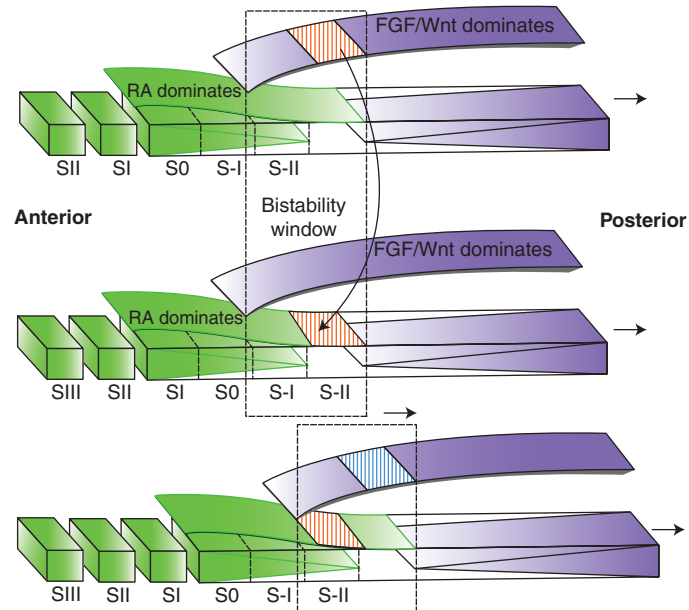 FGF/Wnt dominates
RA dominates
SII SI S0 S-I S-II
Anterior
Bistability
window
Posterior
FGF/Wnt dominates
RA dominates
SIII SII SI S0 S-I S-II
SIII SII SI S0 S-I S-II